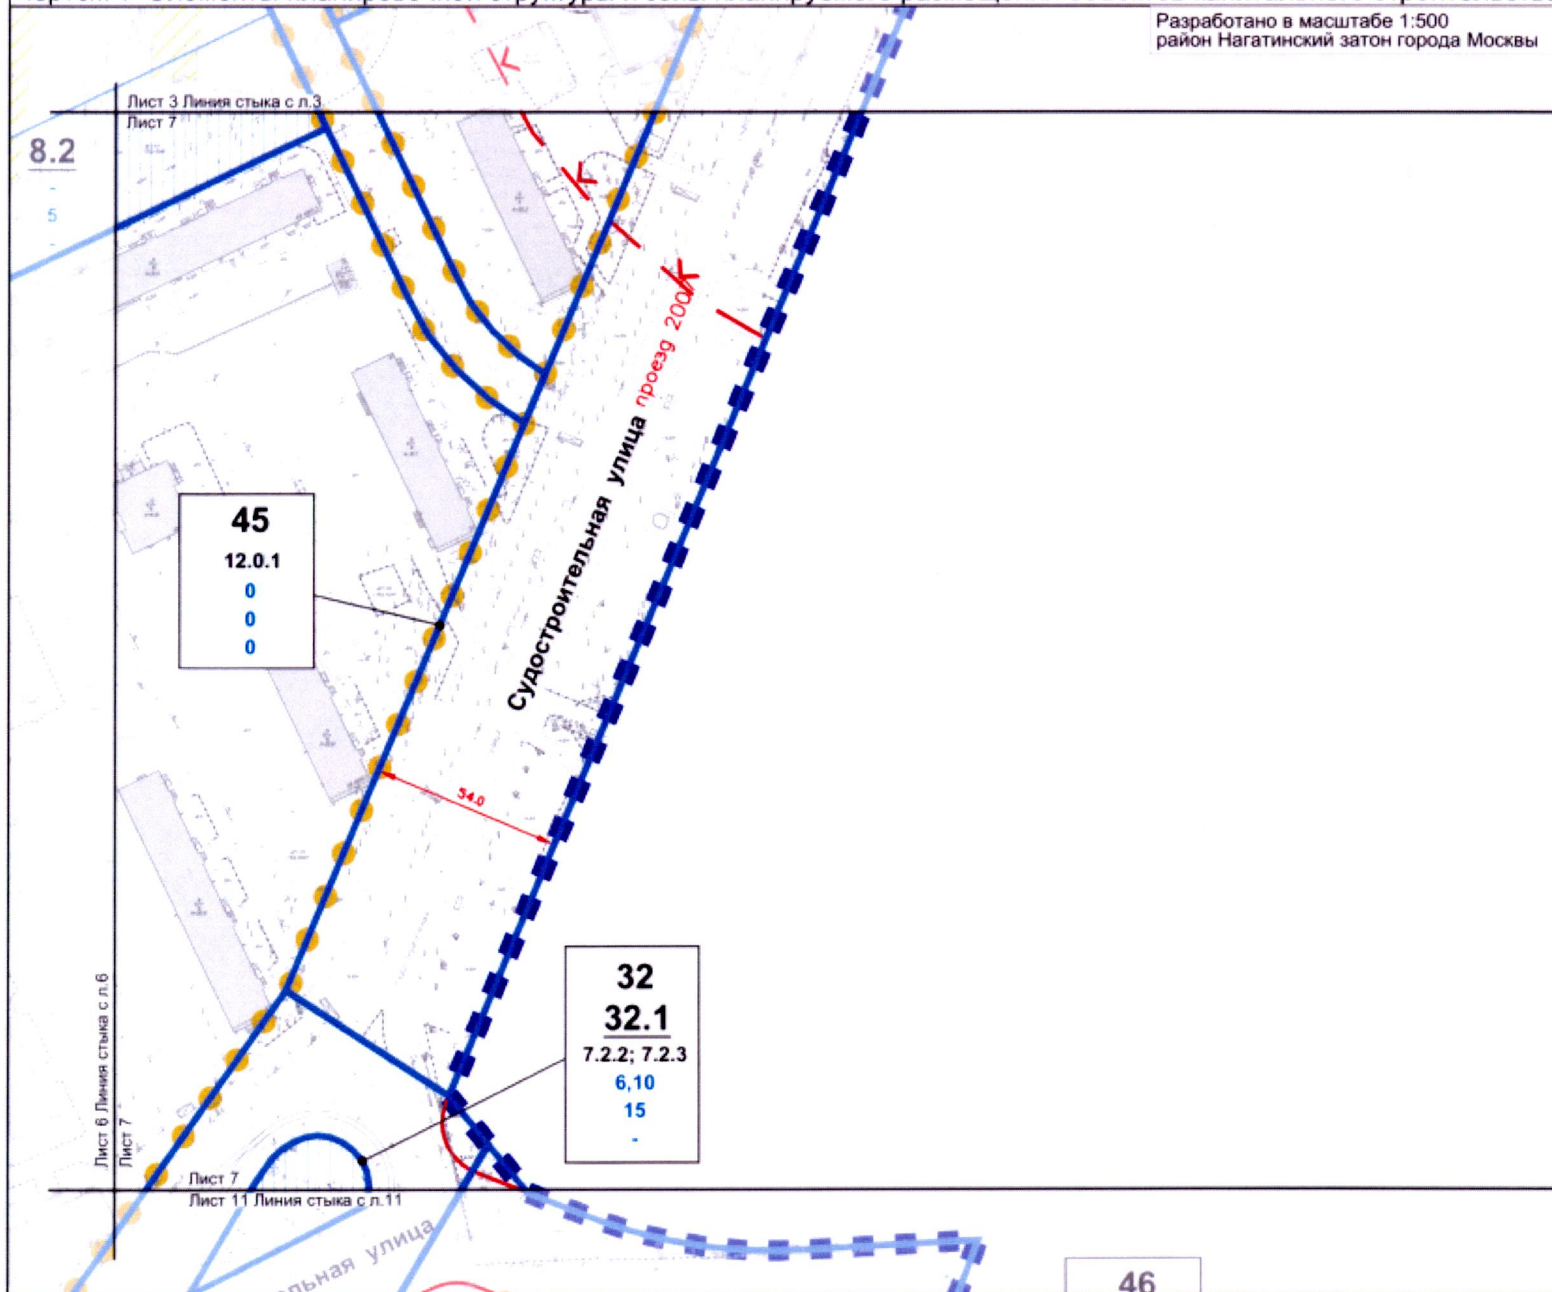 Разработано в масштабе 1:500
район Нагатинский затон города Москвы
Лист 3 Линия стыка с л.3
Лист 7
8.2
-
5
-
К
К
К
проезд 200
Судостроительная улица
45
12.0.1
0
0
0
54.0
32
32.1
7.2.2; 7.2.3
6,10
15
-
Лист 6 Линия стыка с л.6
Лист 7
Лист 7
Лист 11 Линия стыка с л.11
льная улица
46